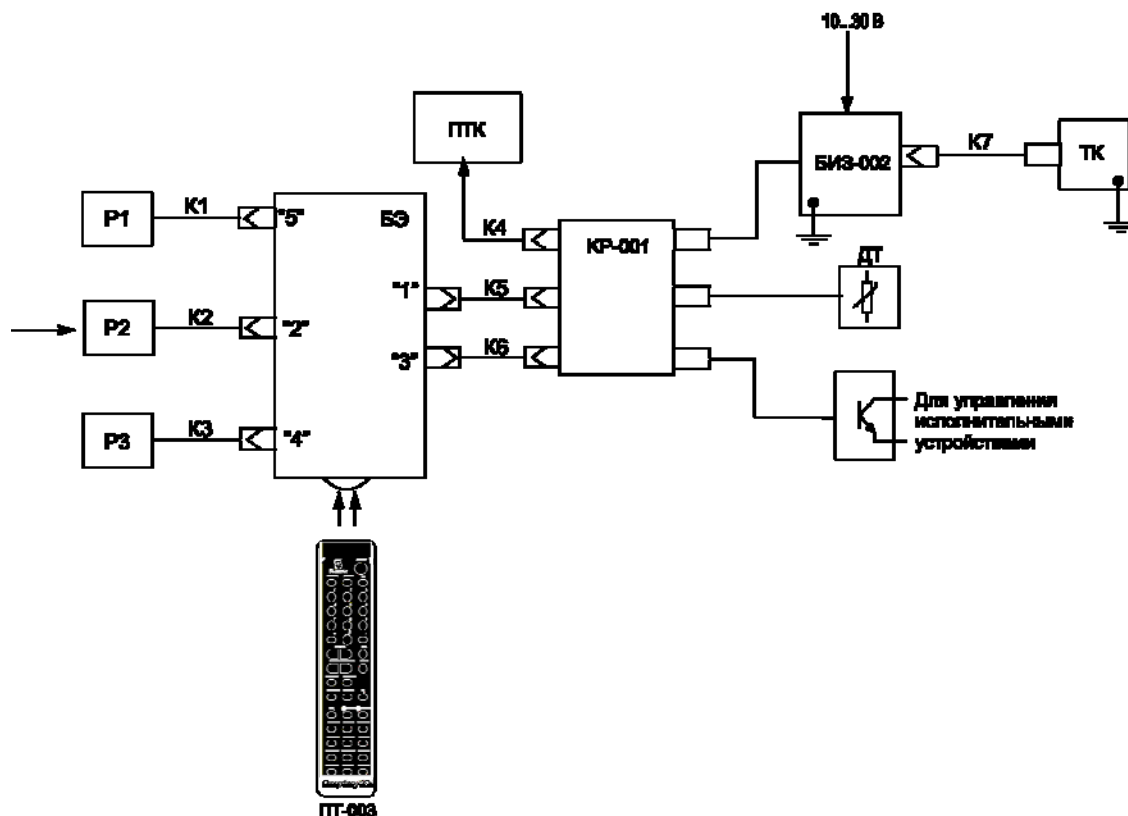 10...30 В
ПТК
БИЗ-002
К7
ТК
Р1
К1
"5"
БЭ
К4
КР-001
"1"
К5
ДТ
Р2
К2
"2"
"3"
К6
Р3
К3
"4"
Для управления
исполнительными
устройствами
ПТ-003